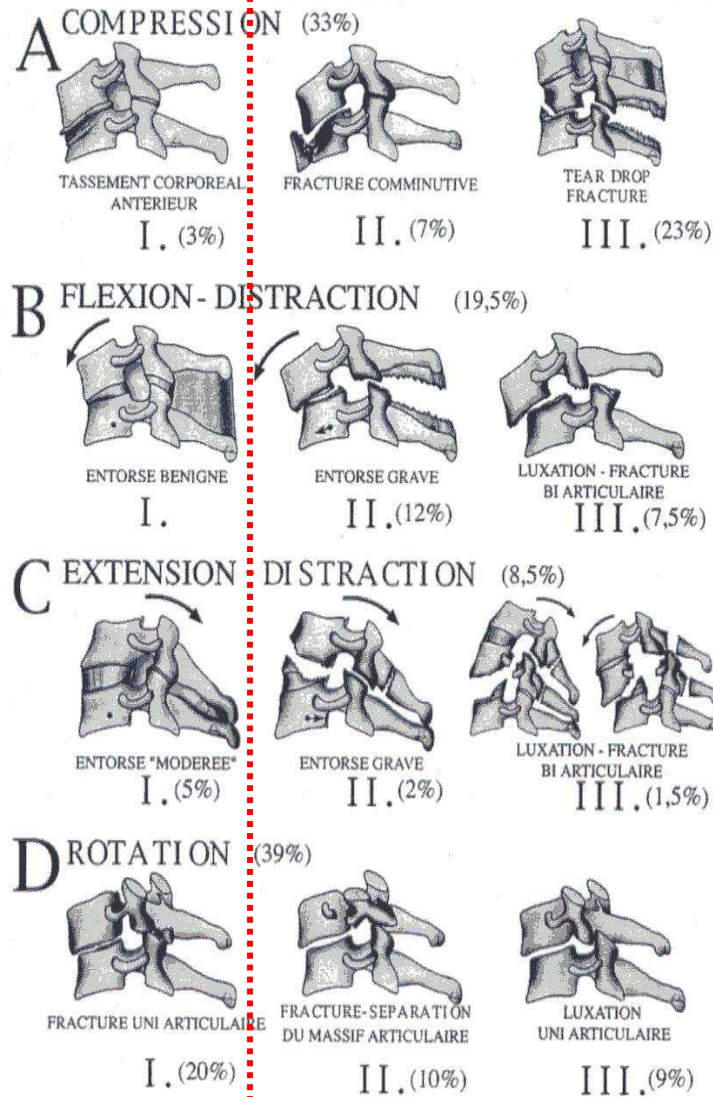 A COMPRESSION (33%)
TASSEMENT CORPOREAL
ANTERIEUR
I. (3%)
FRACTURE COMMINUTIVE
II. (7%)
TEAR DROP
FRACTURE
III. (23%)
B FLEXION - DISTRACTION (19,5%)
ENTORSE BENIGNE
I.
ENTORSE GRAVE
II. (12%)
LUXATION - FRACTURE
BI ARTICULAIRE
III. (7,5%)
C EXTENSION DISTRACTION (8,5%)
ENTORSE "MODEREE"
I. (5%)
ENTORSE GRAVE
II. (2%)
LUXATION - FRACTURE
BI ARTICULAIRE
III. (1,5%)
D ROTATION (39%)
FRACTURE UNI ARTICULAIRE
I. (20%)
FRACTURE-SEPARATION
DU MASSIF ARTICULAIRE
II. (10%)
LUXATION
UNI ARTICULAIRE
III. (9%)